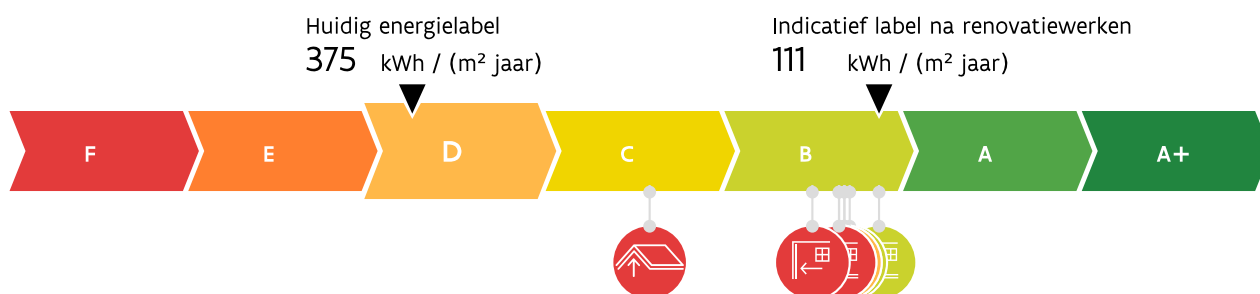 Huidig energielabel
375 kWh / (m² jaar)
Indicatief label na renovatiewerken
111 kWh / (m² jaar)
F E D C B A A+